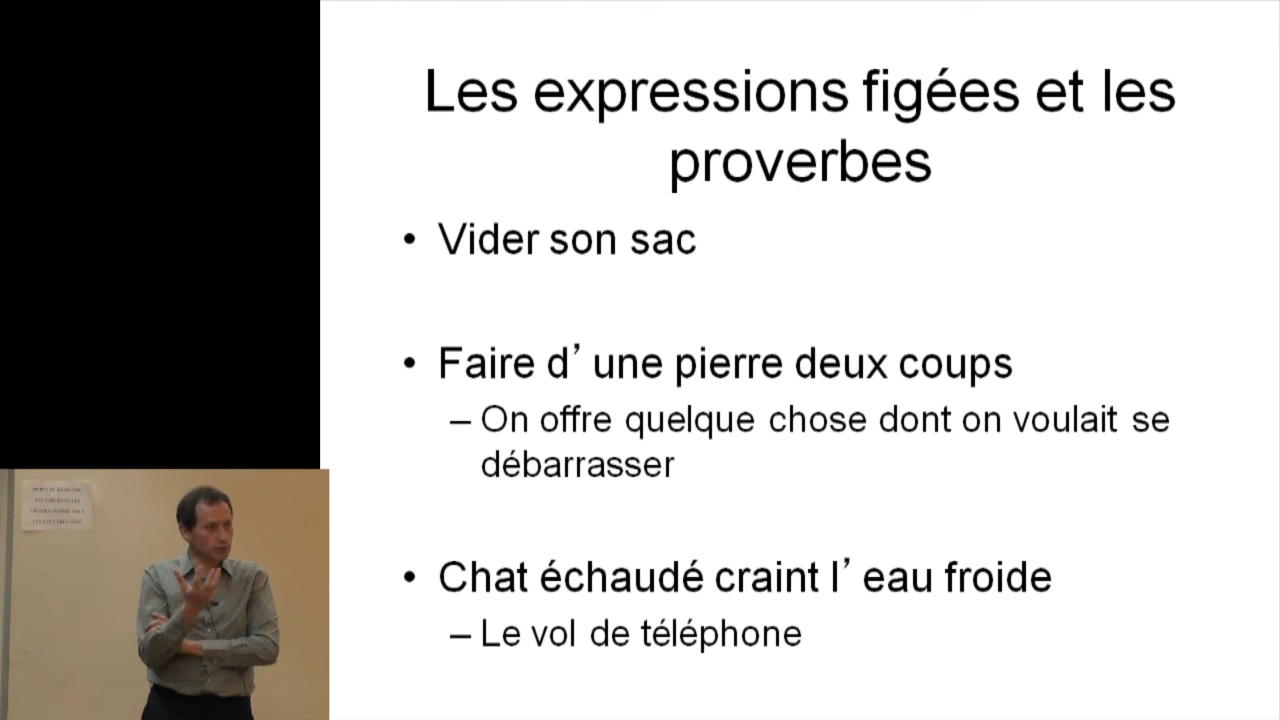 Les expressions figées et les
proverbes
• Vider son sac
• Faire d’une pierre deux coups
– On offre quelque chose dont on voulait se
débarrasser
• Chat échaudé craint l’eau froide
– Le vol de téléphone